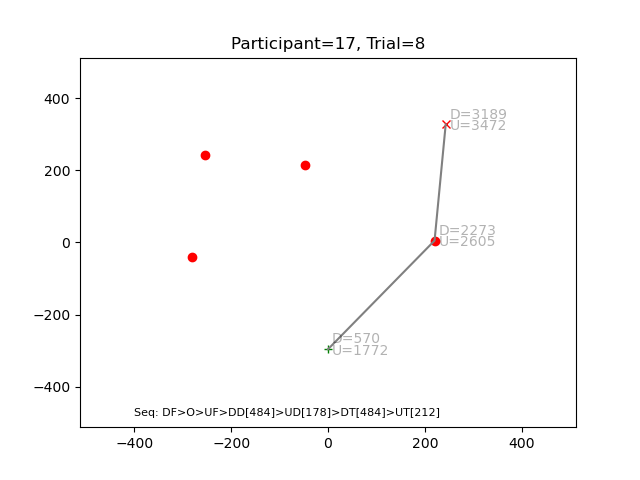 Participant=17, Trial=8
400
200
0
−200
−400
D=3189
U=3472
D=2273
U=2605
D=570
U=1772
Seq: DF>O>UF>DD[484]>UD[178]>DT[484]>UT[212]
−400
−200
0
200
400